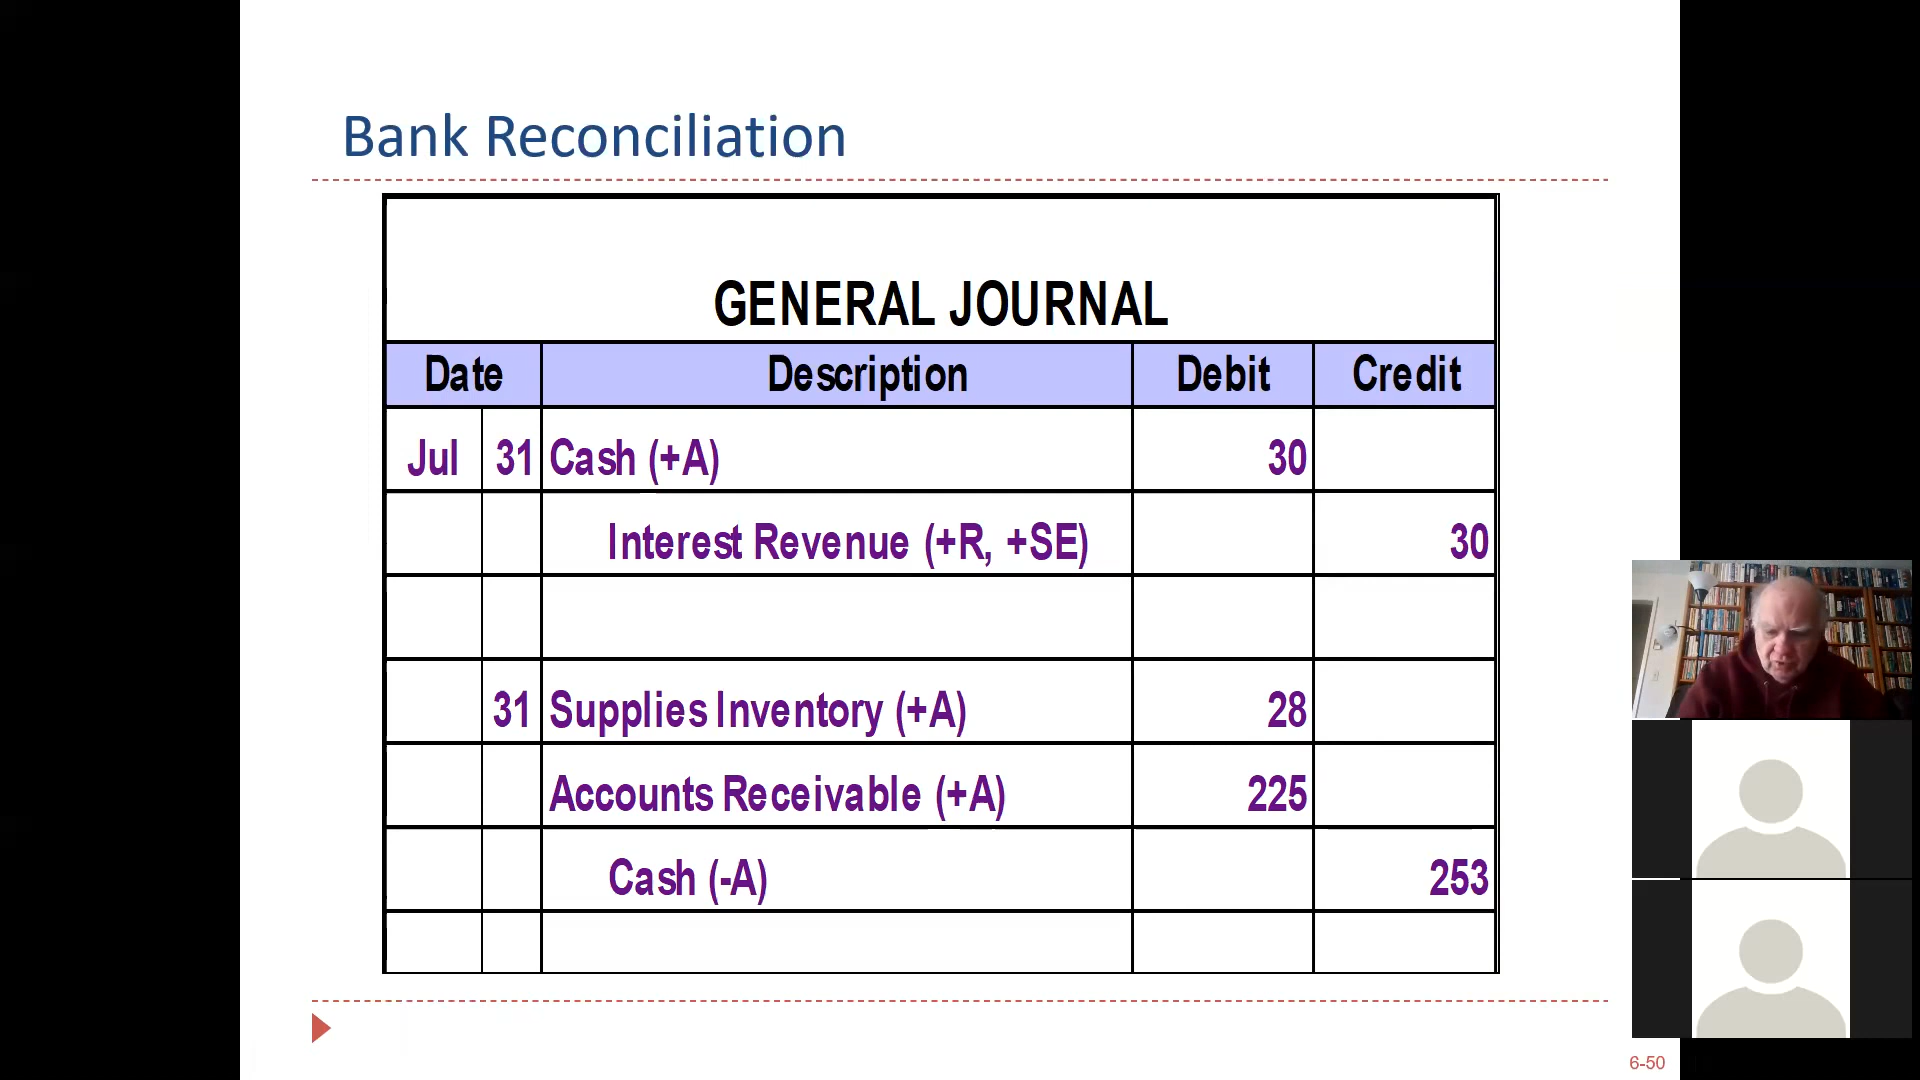 Bank Reconciliation
GENERAL JOURNAL
Date Description Debit Credit
Jul 31 Cash (+A) 30
Interest Revenue (+R, +SE) 30
31 Supplies Inventory (+A) 28
Accounts Receivable (+A) 225
Cash (-A) 253
6-50